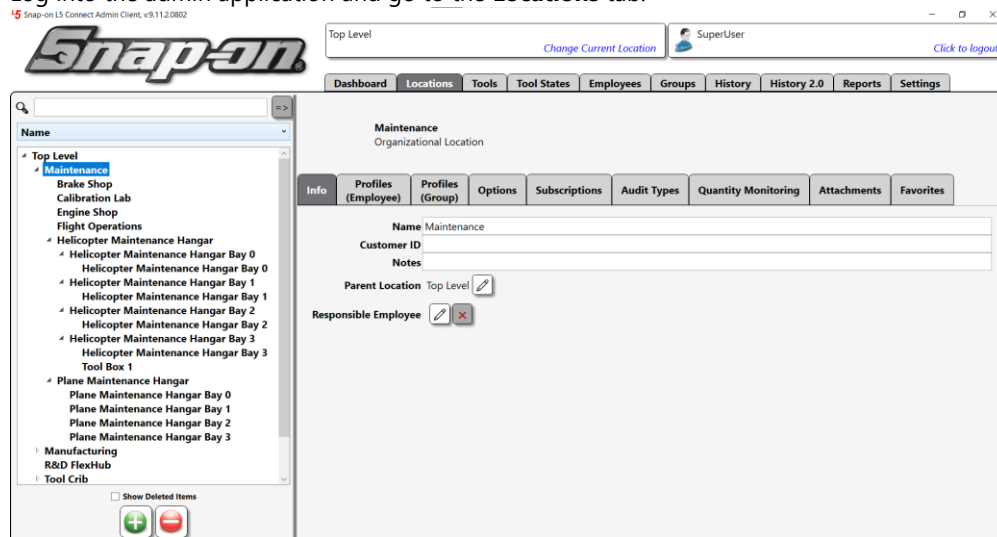 Log into the admin application and go to the Locations tab.
Snap-on L5 Connect Admin Client, v:9.11.2.0802
Snap-on
Top Level
Change Current Location
SuperUser
Click to logout
Dashboard Locations Tools Tool States Employees Groups History History 2.0 Reports Settings
=>
Name
Top Level
Maintenance
Brake Shop
Calibration Lab
Engine Shop
Flight Operations
Helicopter Maintenance Hangar
Helicopter Maintenance Hangar Bay 0
Helicopter Maintenance Hangar Bay 0
Helicopter Maintenance Hangar Bay 1
Helicopter Maintenance Hangar Bay 1
Helicopter Maintenance Hangar Bay 2
Helicopter Maintenance Hangar Bay 2
Helicopter Maintenance Hangar Bay 3
Helicopter Maintenance Hangar Bay 3
Tool Box 1
Plane Maintenance Hangar
Plane Maintenance Hangar Bay 0
Plane Maintenance Hangar Bay 1
Plane Maintenance Hangar Bay 2
Plane Maintenance Hangar Bay 3
Manufacturing
R&D FlexHub
Tool Crib
Show Deleted Items
Maintenance
Organizational Location
Info Profiles (Employee) Profiles (Group) Options Subscriptions Audit Types Quantity Monitoring Attachments Favorites
Name Maintenance
Customer ID
Notes
Parent Location Top Level
Responsible Employee